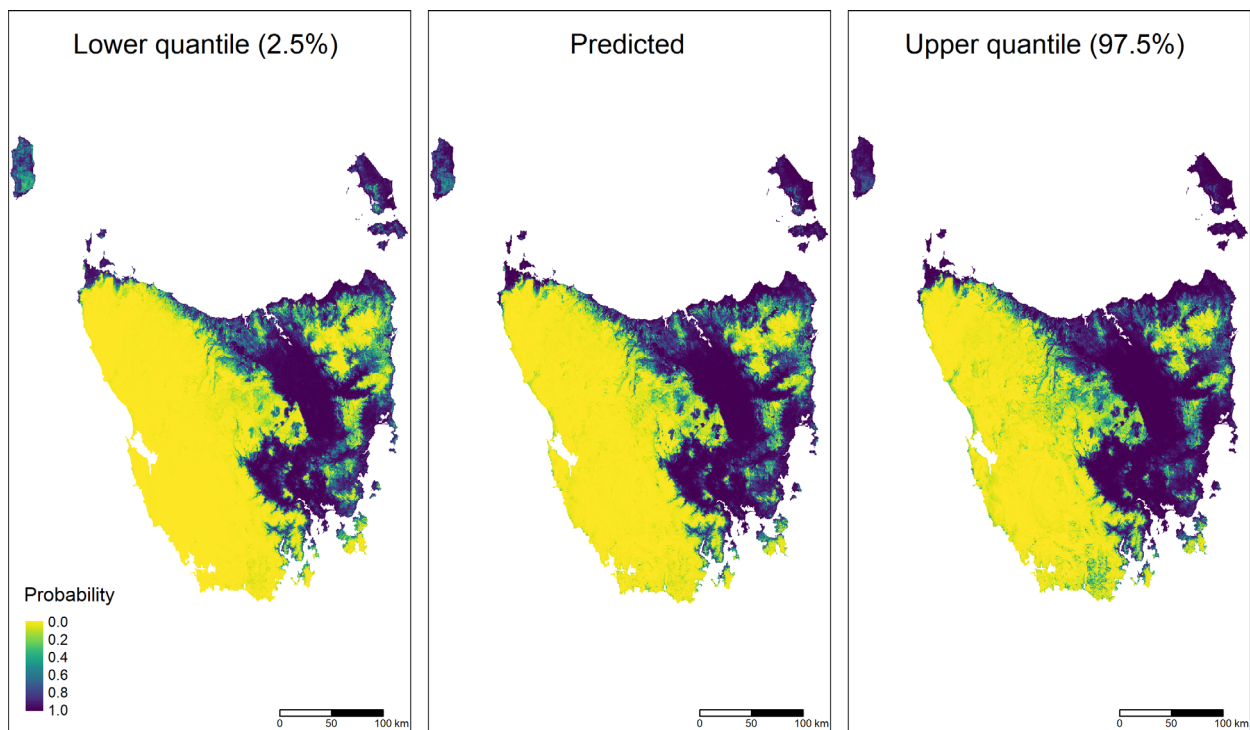 Lower quantile (2.5%)
Predicted
Upper quantile (97.5%)
Probability
0.0
0.2
0.4
0.6
0.8
1.0
0 50 100 km
0 50 100 km
0 50 100 km